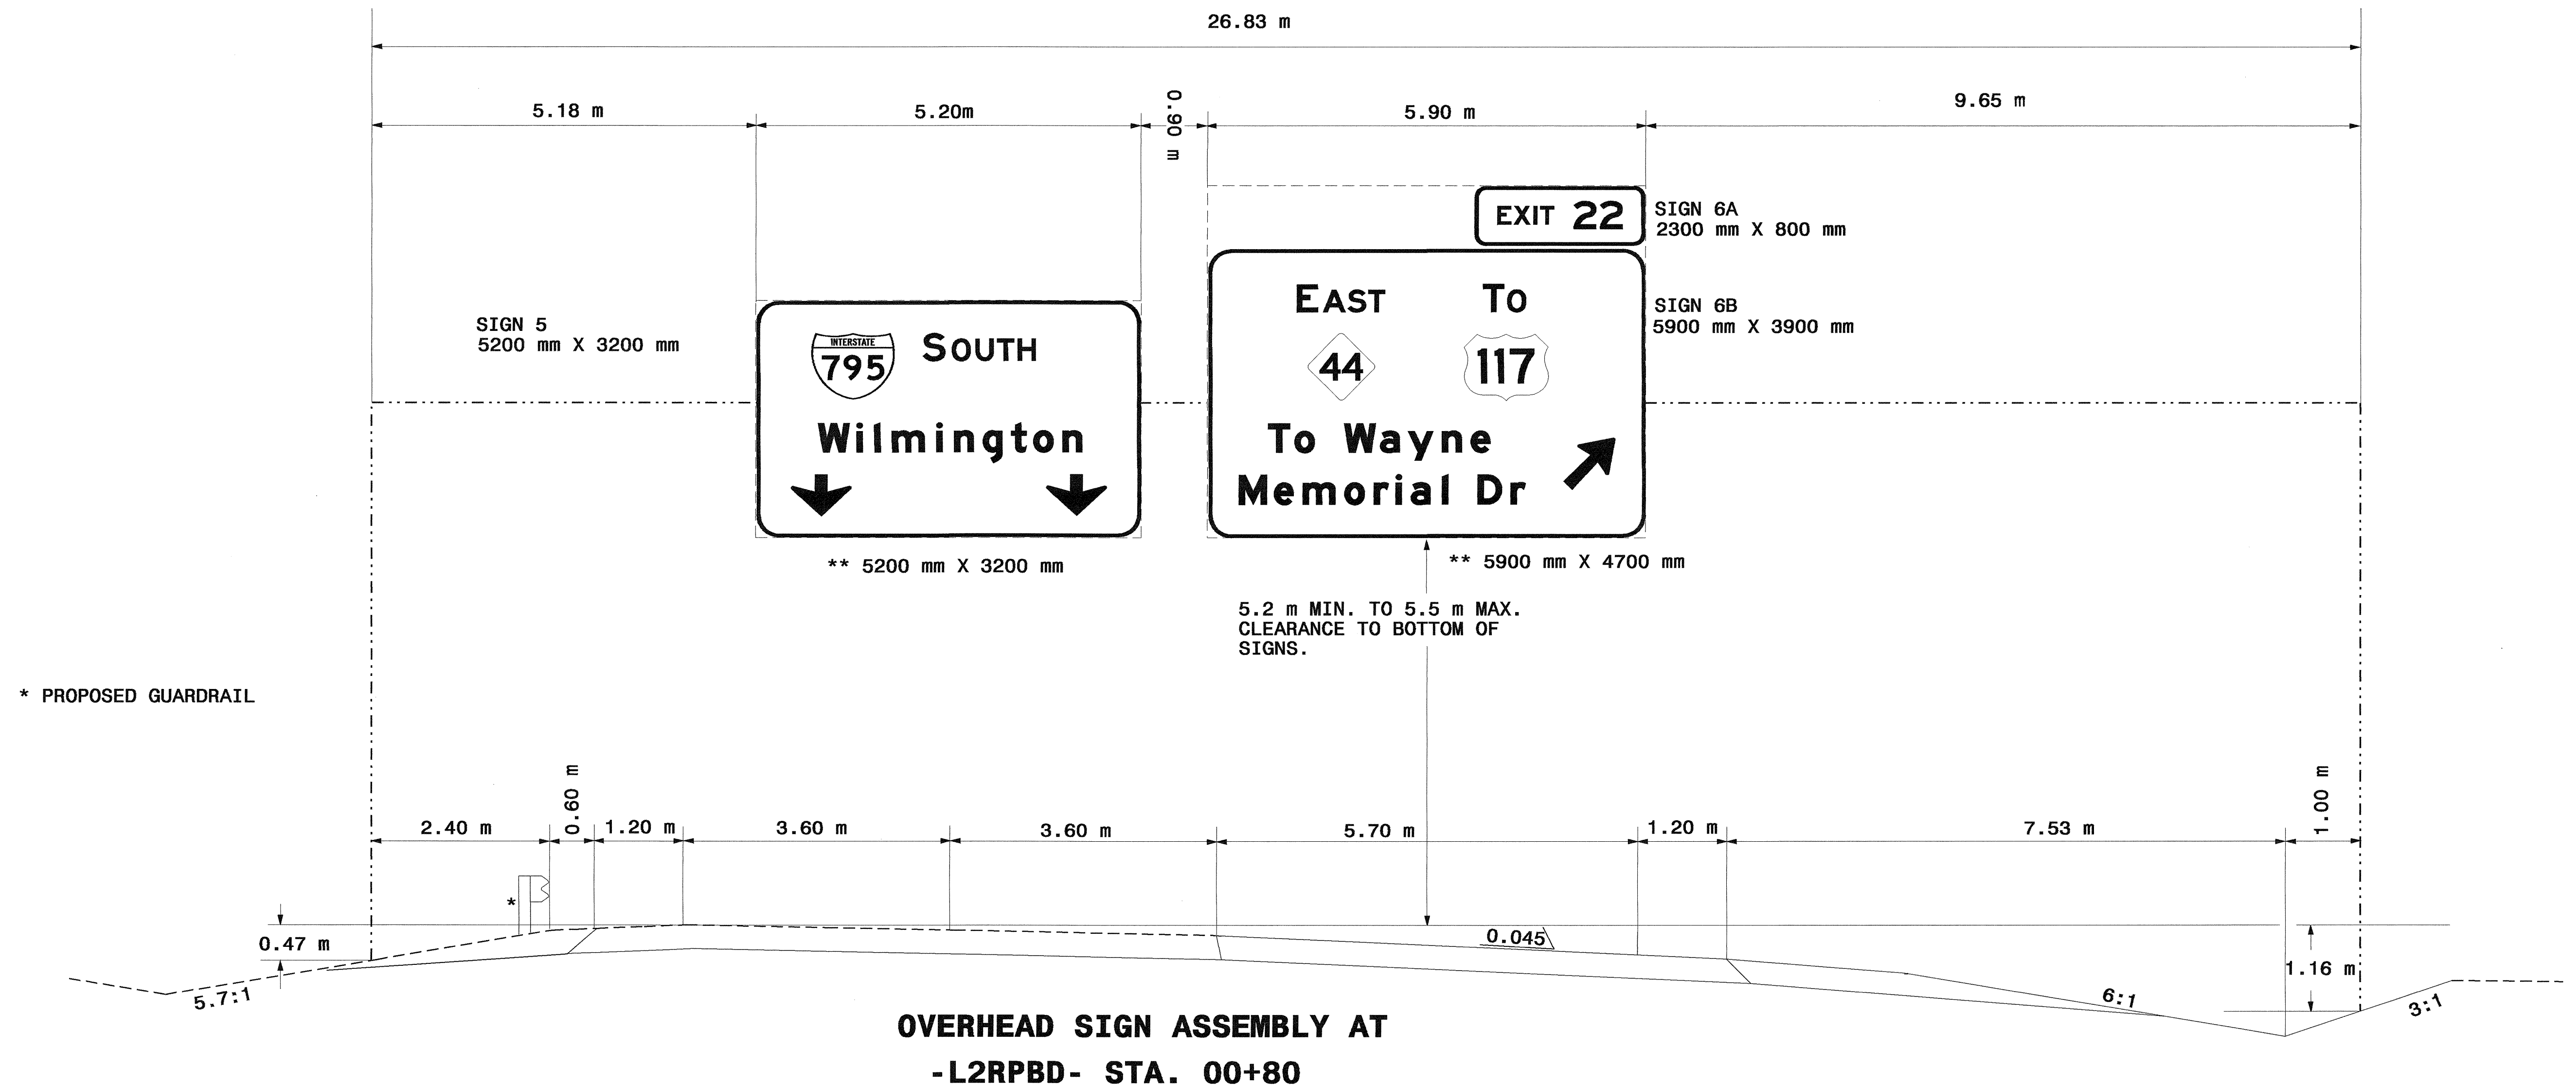 26.83 m
5.18 m
5.20m
0.90 m
5.90 m
9.65 m
EXIT 22
SIGN 6A
2300 mm X 800 mm
SIGN 5
5200 mm X 3200 mm
INTERSTATE
795
SOUTH
Wilmington
EAST
TO
44
117
To Wayne
Memorial Dr
SIGN 6B
5900 mm X 3900 mm
** 5200 mm X 3200 mm
** 5900 mm X 4700 mm
5.2 m MIN. TO 5.5 m MAX.
CLEARANCE TO BOTTOM OF
SIGNS.
* PROPOSED GUARDRAIL
2.40 m
0.60 m
1.20 m
3.60 m
3.60 m
5.70 m
1.20 m
7.53 m
1.00 m
*
0.47 m
0.045
1.16 m
5.7:1
6:1
3:1
OVERHEAD SIGN ASSEMBLY AT
-L2RPBD- STA. 00+80